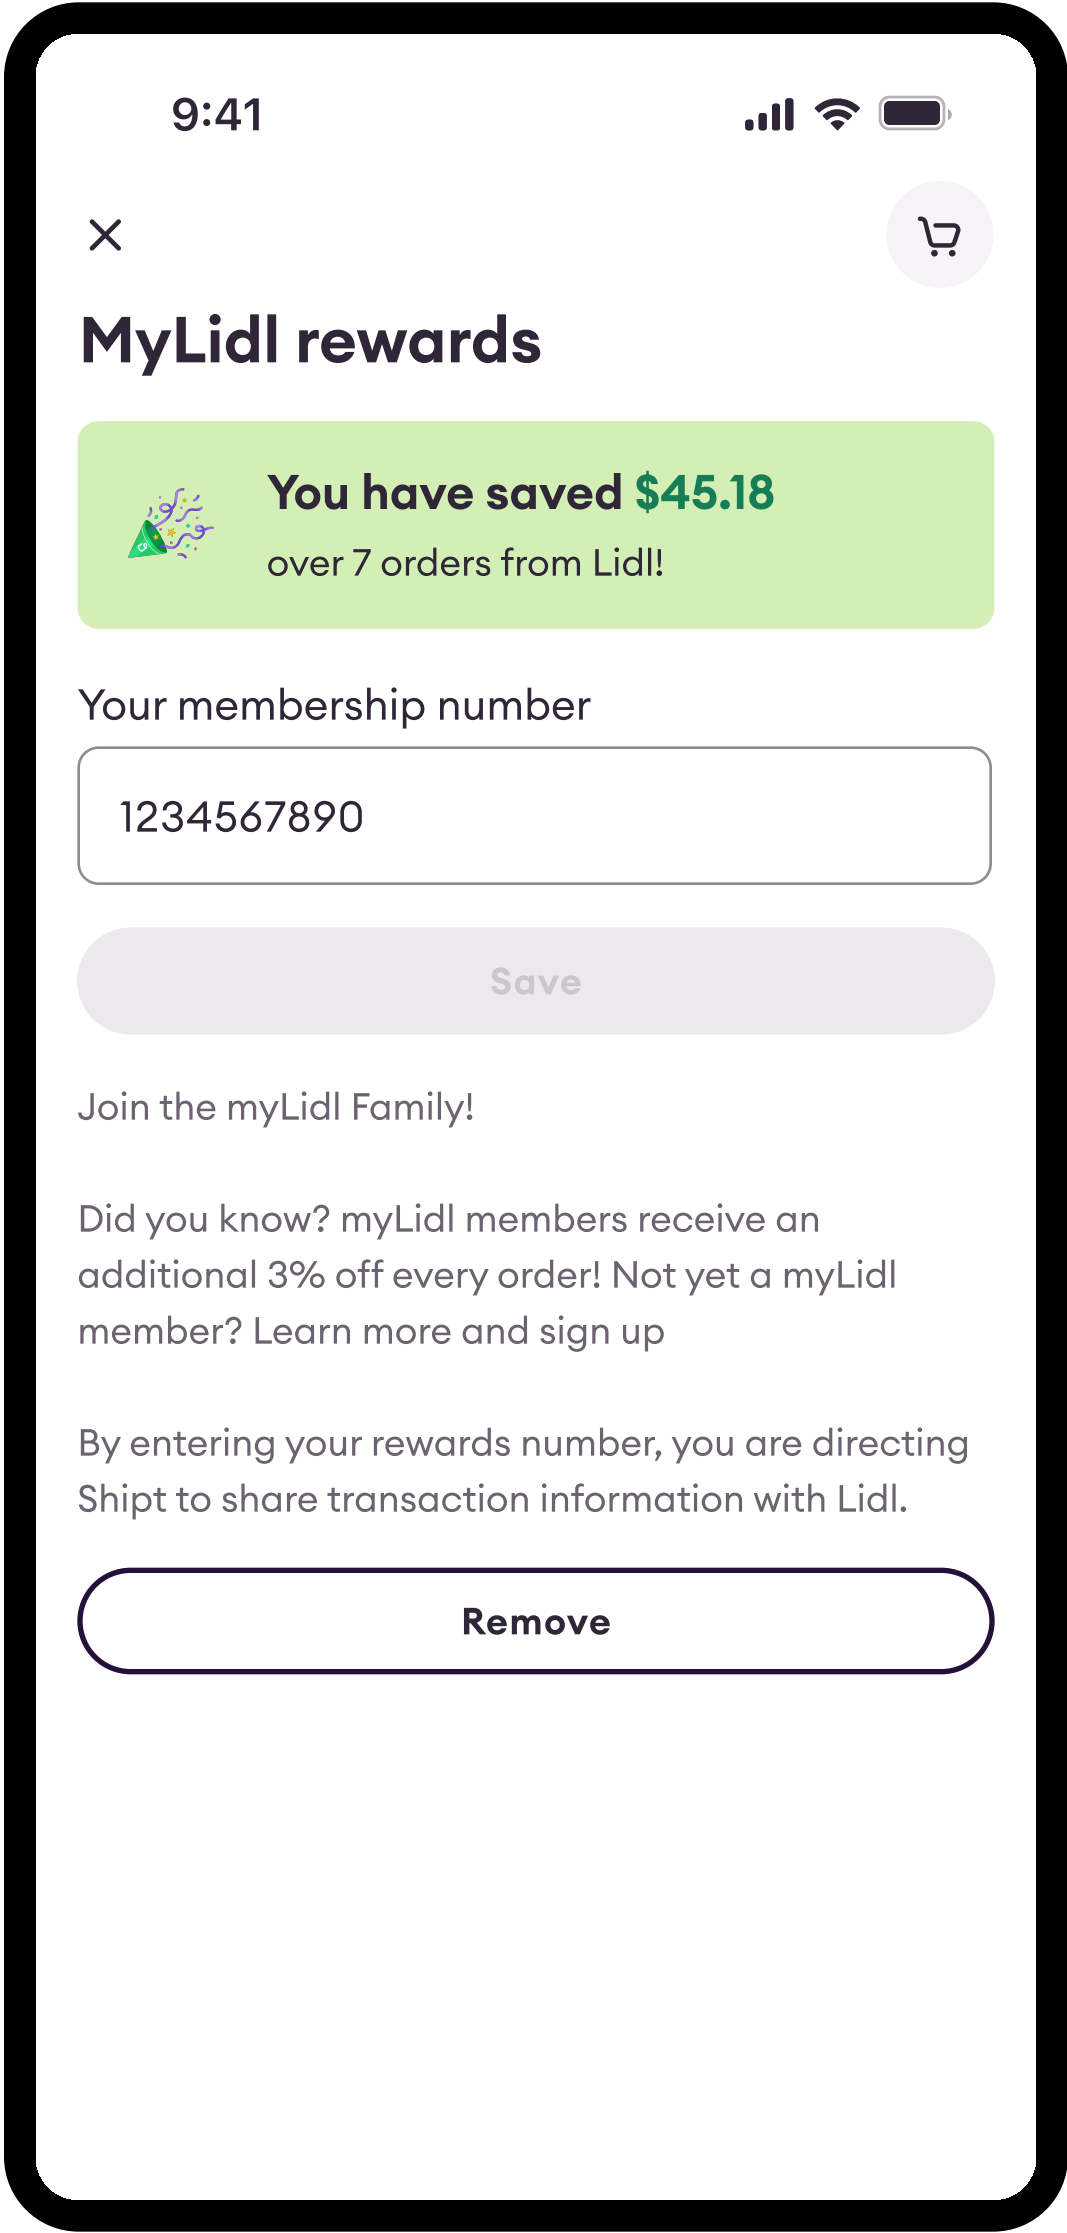 9:41
MyLidl rewards
You have saved $45.18
over 7 orders from Lidl!
Your membership number
1234567890
Save
Join the myLidl Family!
Did you know? myLidl members receive an
additional 3% off every order! Not yet a myLidl
member? Learn more and sign up
By entering your rewards number, you are directing
Shipt to share transaction information with Lidl.
Remove